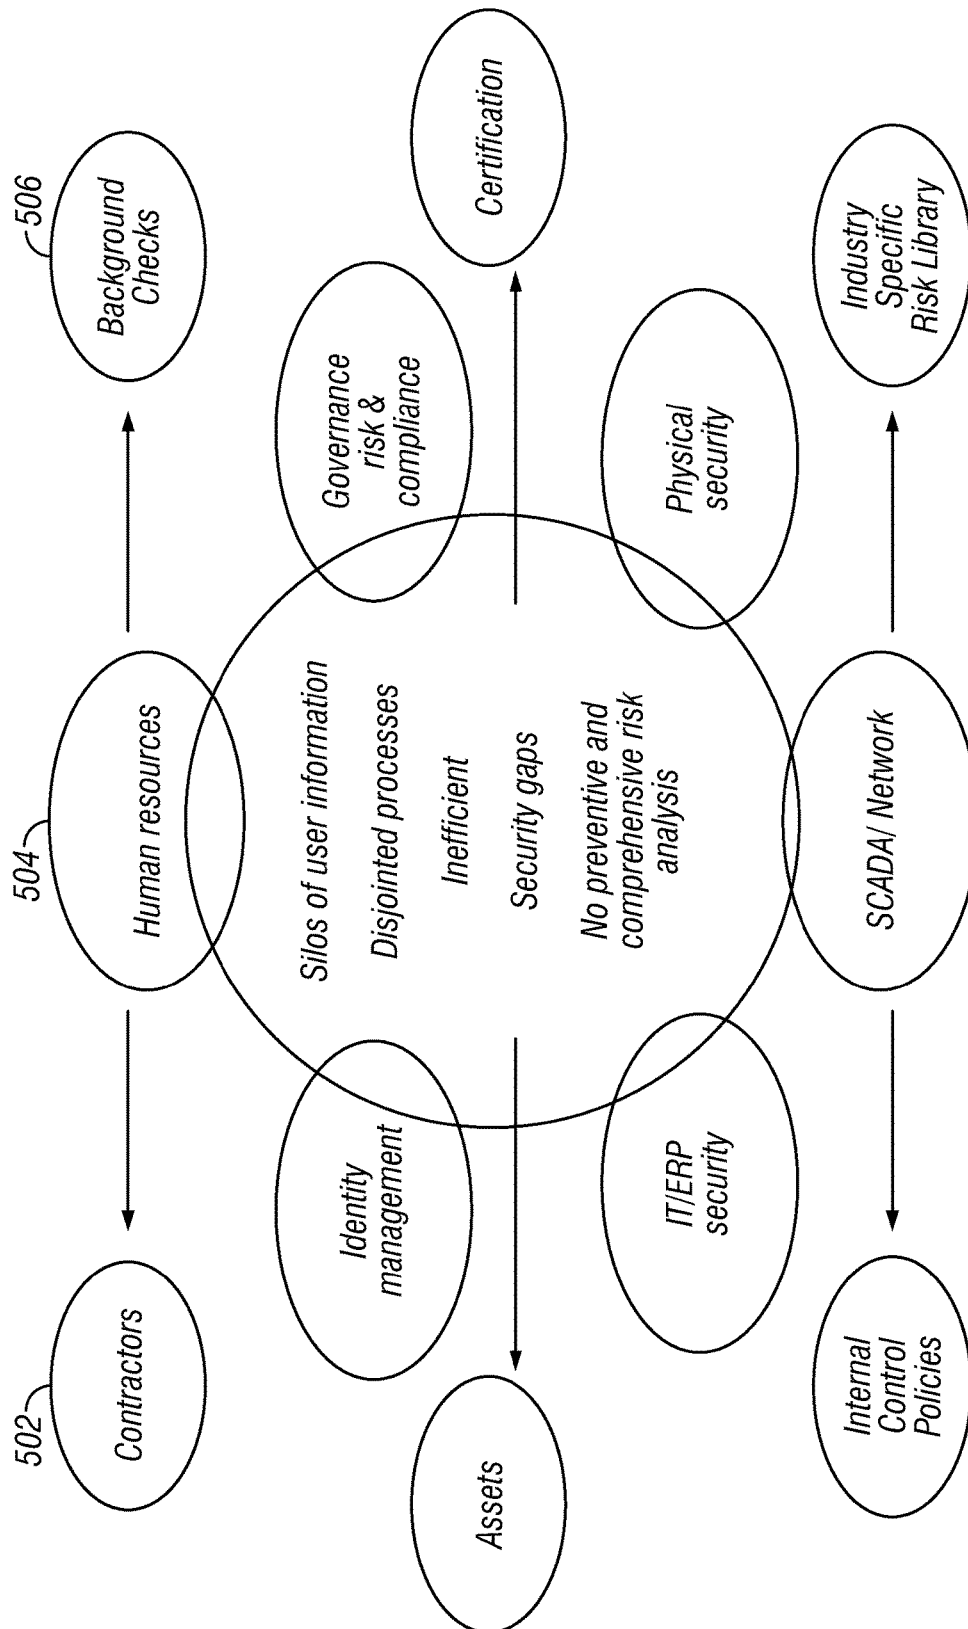 502
504
506
Contractors
Human resources
Background
Checks
Identity
management
Governance
risk &
compliance
Silos of user information
Disjointed processes
Inefficient
Security gaps
No preventive and
comprehensive risk
analysis
Assets
Certification
IT/ERP
security
Physical
security
Internal
Control
Policies
SCADA/ Network
Industry
Specific
Risk Library